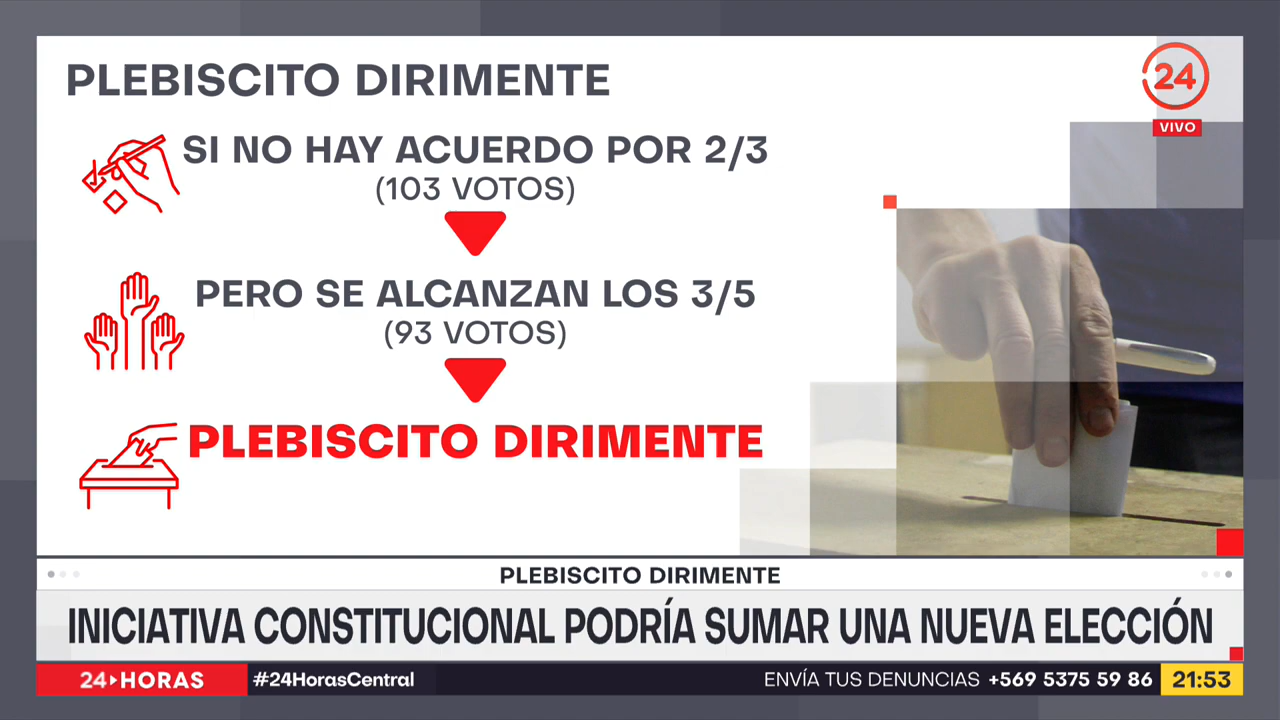 PLEBISCITO DIRIMENTE
24
VIVO
SI NO HAY ACUERDO POR 2/3
(103 VOTOS)
PERO SE ALCANZAN LOS 3/5
(93 VOTOS)
PLEBISCITO DIRIMENTE
PLEBISCITO DIRIMENTE
INICIATIVA CONSTITUCIONAL PODRÍA SUMAR UNA NUEVA ELECCIÓN
24 HORAS #24HorasCentral ENVÍA TUS DENUNCIAS +569 5375 59 86 21:53